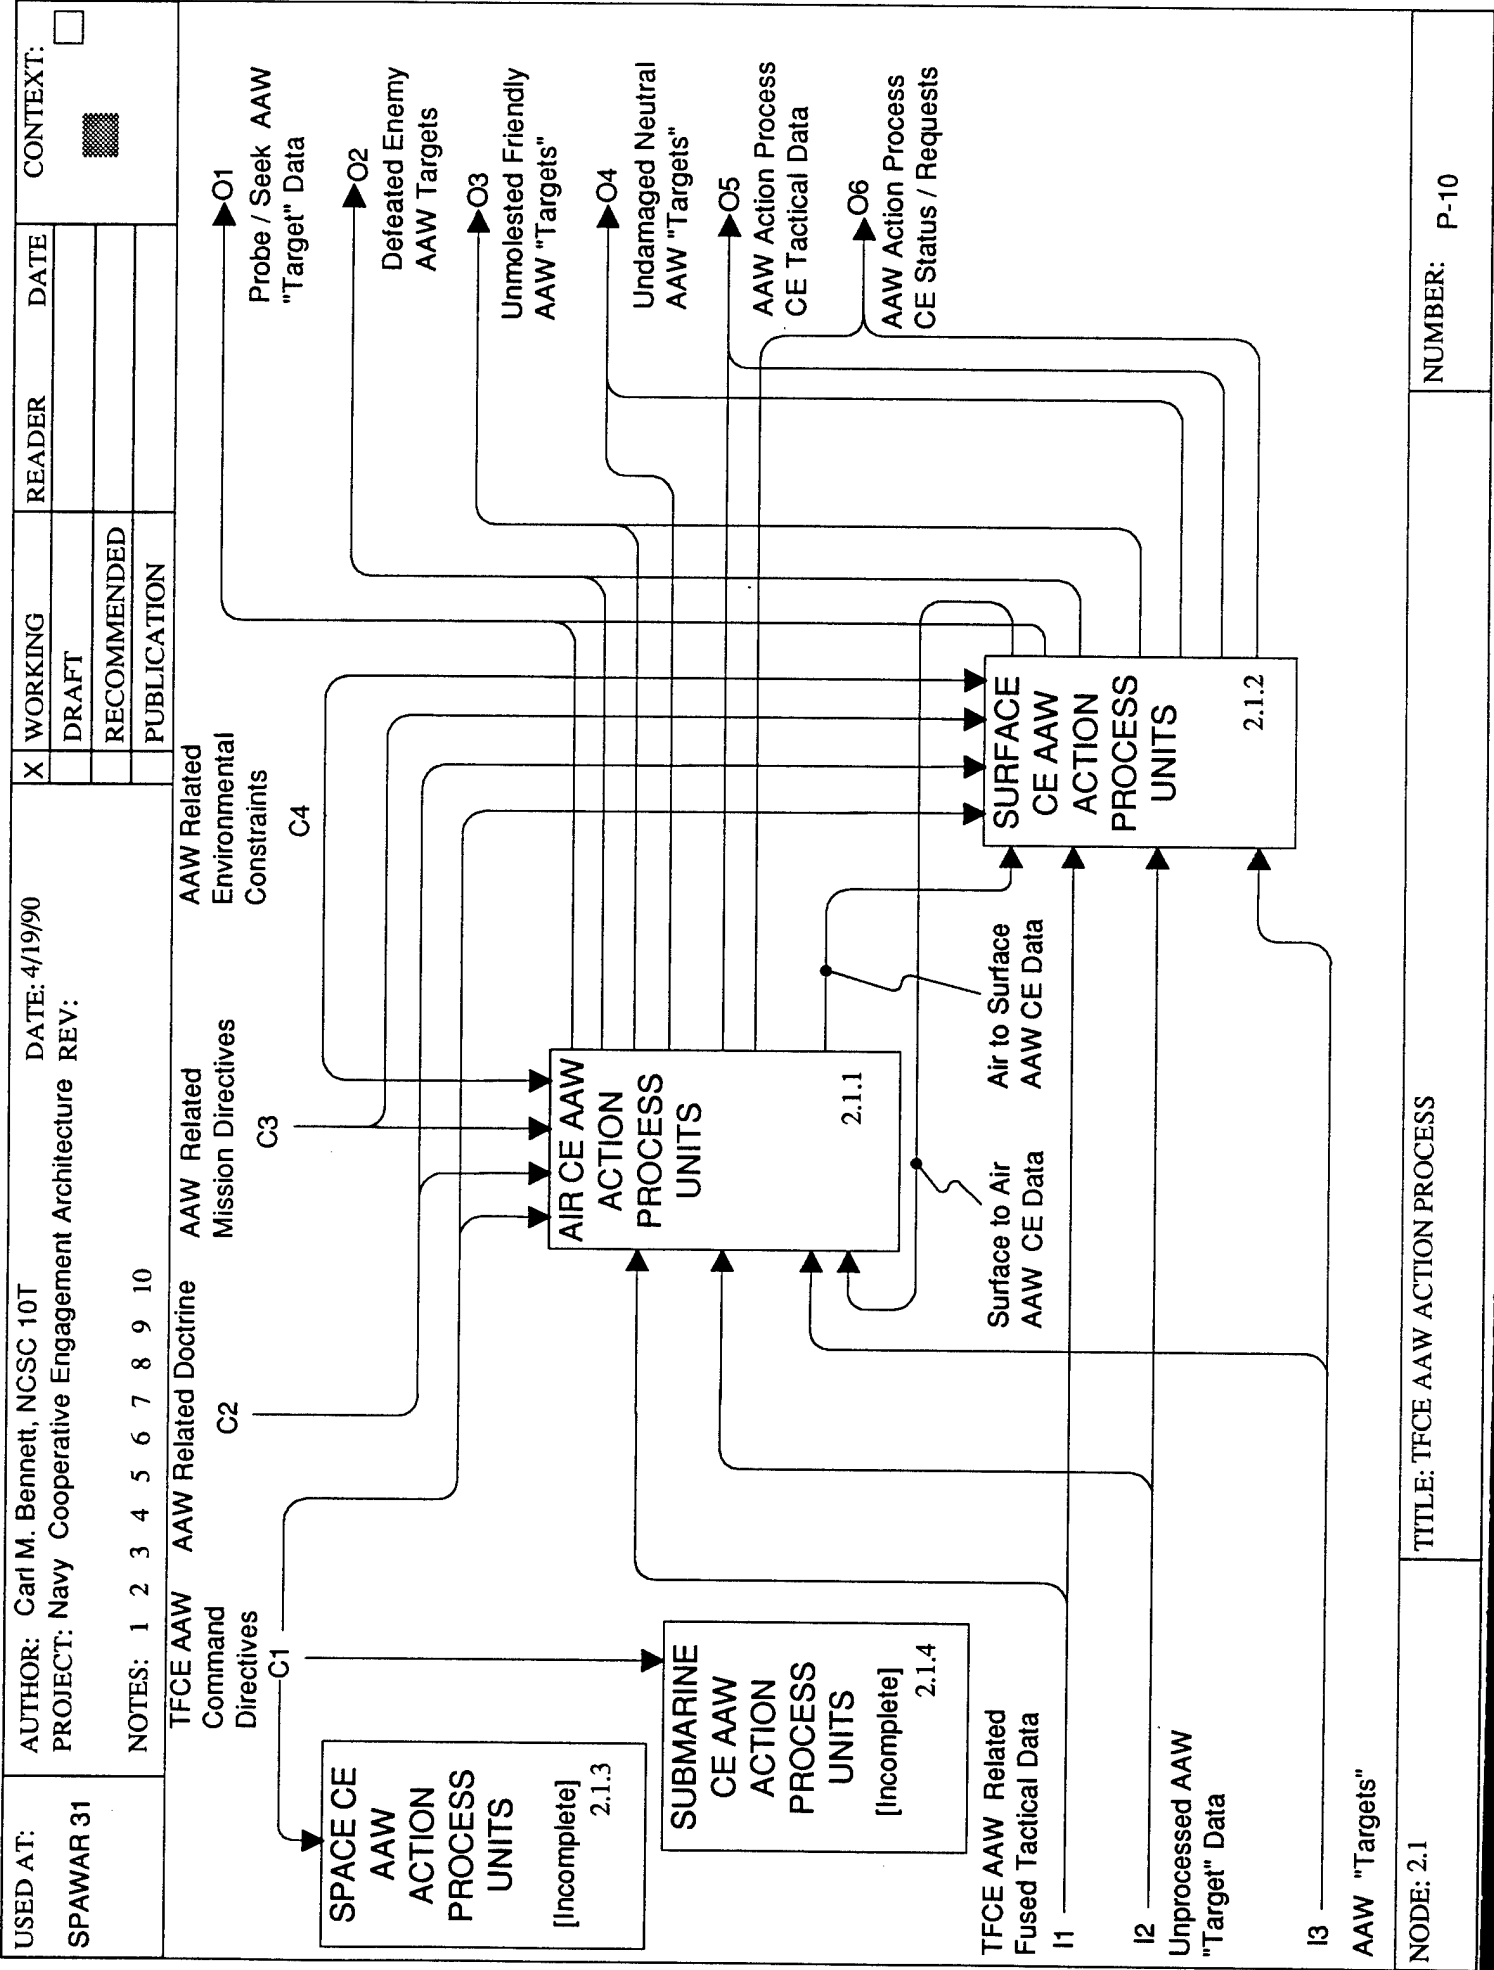 USED AT:
SPAWAR 31
AUTHOR: Carl M. Bennett, NCSC 10T
DATE: 4/19/90
PROJECT: Navy Cooperative Engagement Architecture
REV:
NOTES: 1 2 3 4 5 6 7 8 9 10
X WORKING
DRAFT
RECOMMENDED
PUBLICATION
READER
DATE
CONTEXT:
TFCE AAW
Command
Directives
C1
AAW Related Doctrine
C2
AAW Related
Mission Directives
C3
AAW Related
Environmental
Constraints
C4
SPACE CE
AAW
ACTION
PROCESS
UNITS
[Incomplete]
2.1.3
SUBMARINE
CE AAW
ACTION
PROCESS
UNITS
[Incomplete]
2.1.4
AIR CE AAW
ACTION
PROCESS
UNITS
2.1.1
SURFACE
CE AAW
ACTION
PROCESS
UNITS
2.1.2
Surface to Air
AAW CE Data
Air to Surface
AAW CE Data
O1
Probe / Seek AAW
"Target" Data
O2
Defeated Enemy
AAW Targets
O3
Unmolested Friendly
AAW "Targets"
O4
Undamaged Neutral
AAW "Targets"
O5
AAW Action Process
CE Tactical Data
O6
AAW Action Process
CE Status / Requests
TFCE AAW Related
Fused Tactical Data
I1
I2
Unprocessed AAW
"Target" Data
I3
AAW "Targets"
NODE: 2.1
TITLE: TFCE AAW ACTION PROCESS
NUMBER: P-10